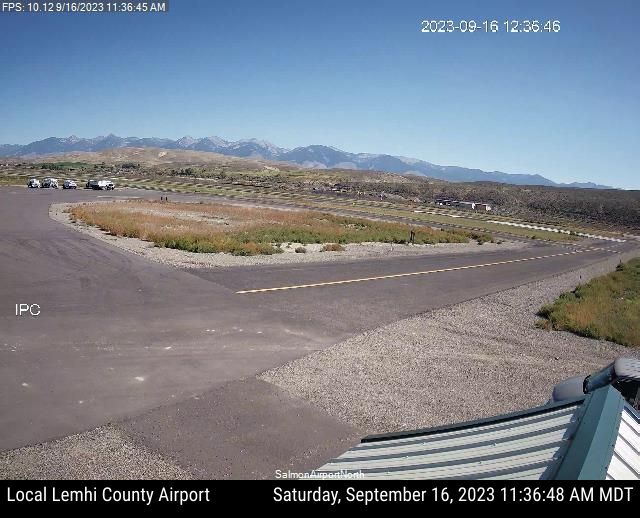 FPS: 10.12 9/16/2023 11:36:45 AM
2023-09-16 12:36:46
IPC
SalmonAirportNorth
Local Lemhi County Airport
Saturday, September 16, 2023 11:36:48 AM MDT